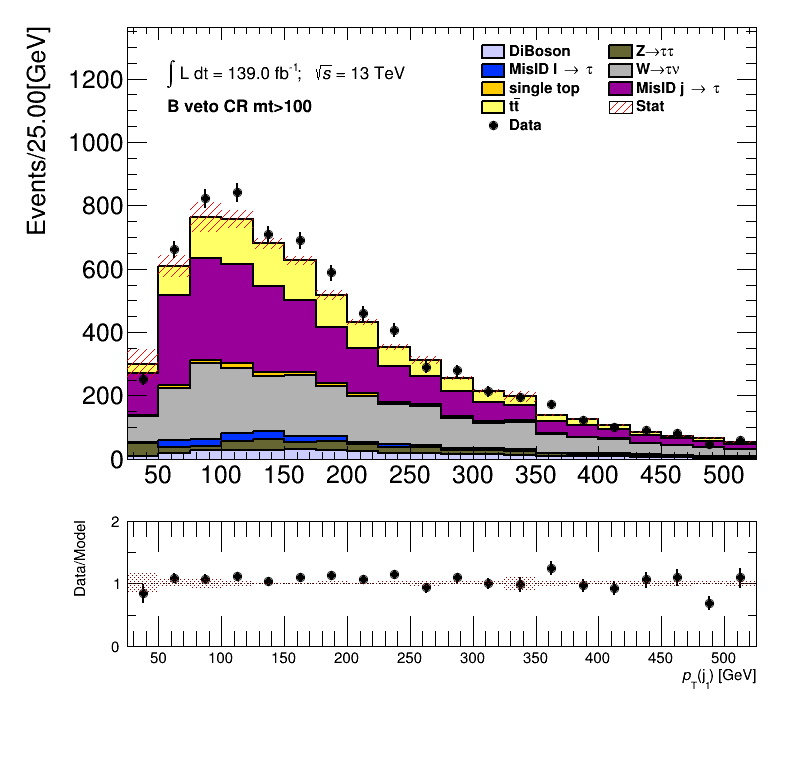 Events/25.00[GeV]
1200
1000
800
600
400
200
0
∫ L dt = 139.0 fb⁻¹; √s = 13 TeV
B veto CR mt>100
DiBoson
Z→ττ
MisID l → τ
W→τν
single top
MisID j → τ
tt̄
Stat
Data
50 100 150 200 250 300 350 400 450 500
Data/Model
2
1
0
50 100 150 200 250 300 350 400 450 500
p_T(j_1) [GeV]